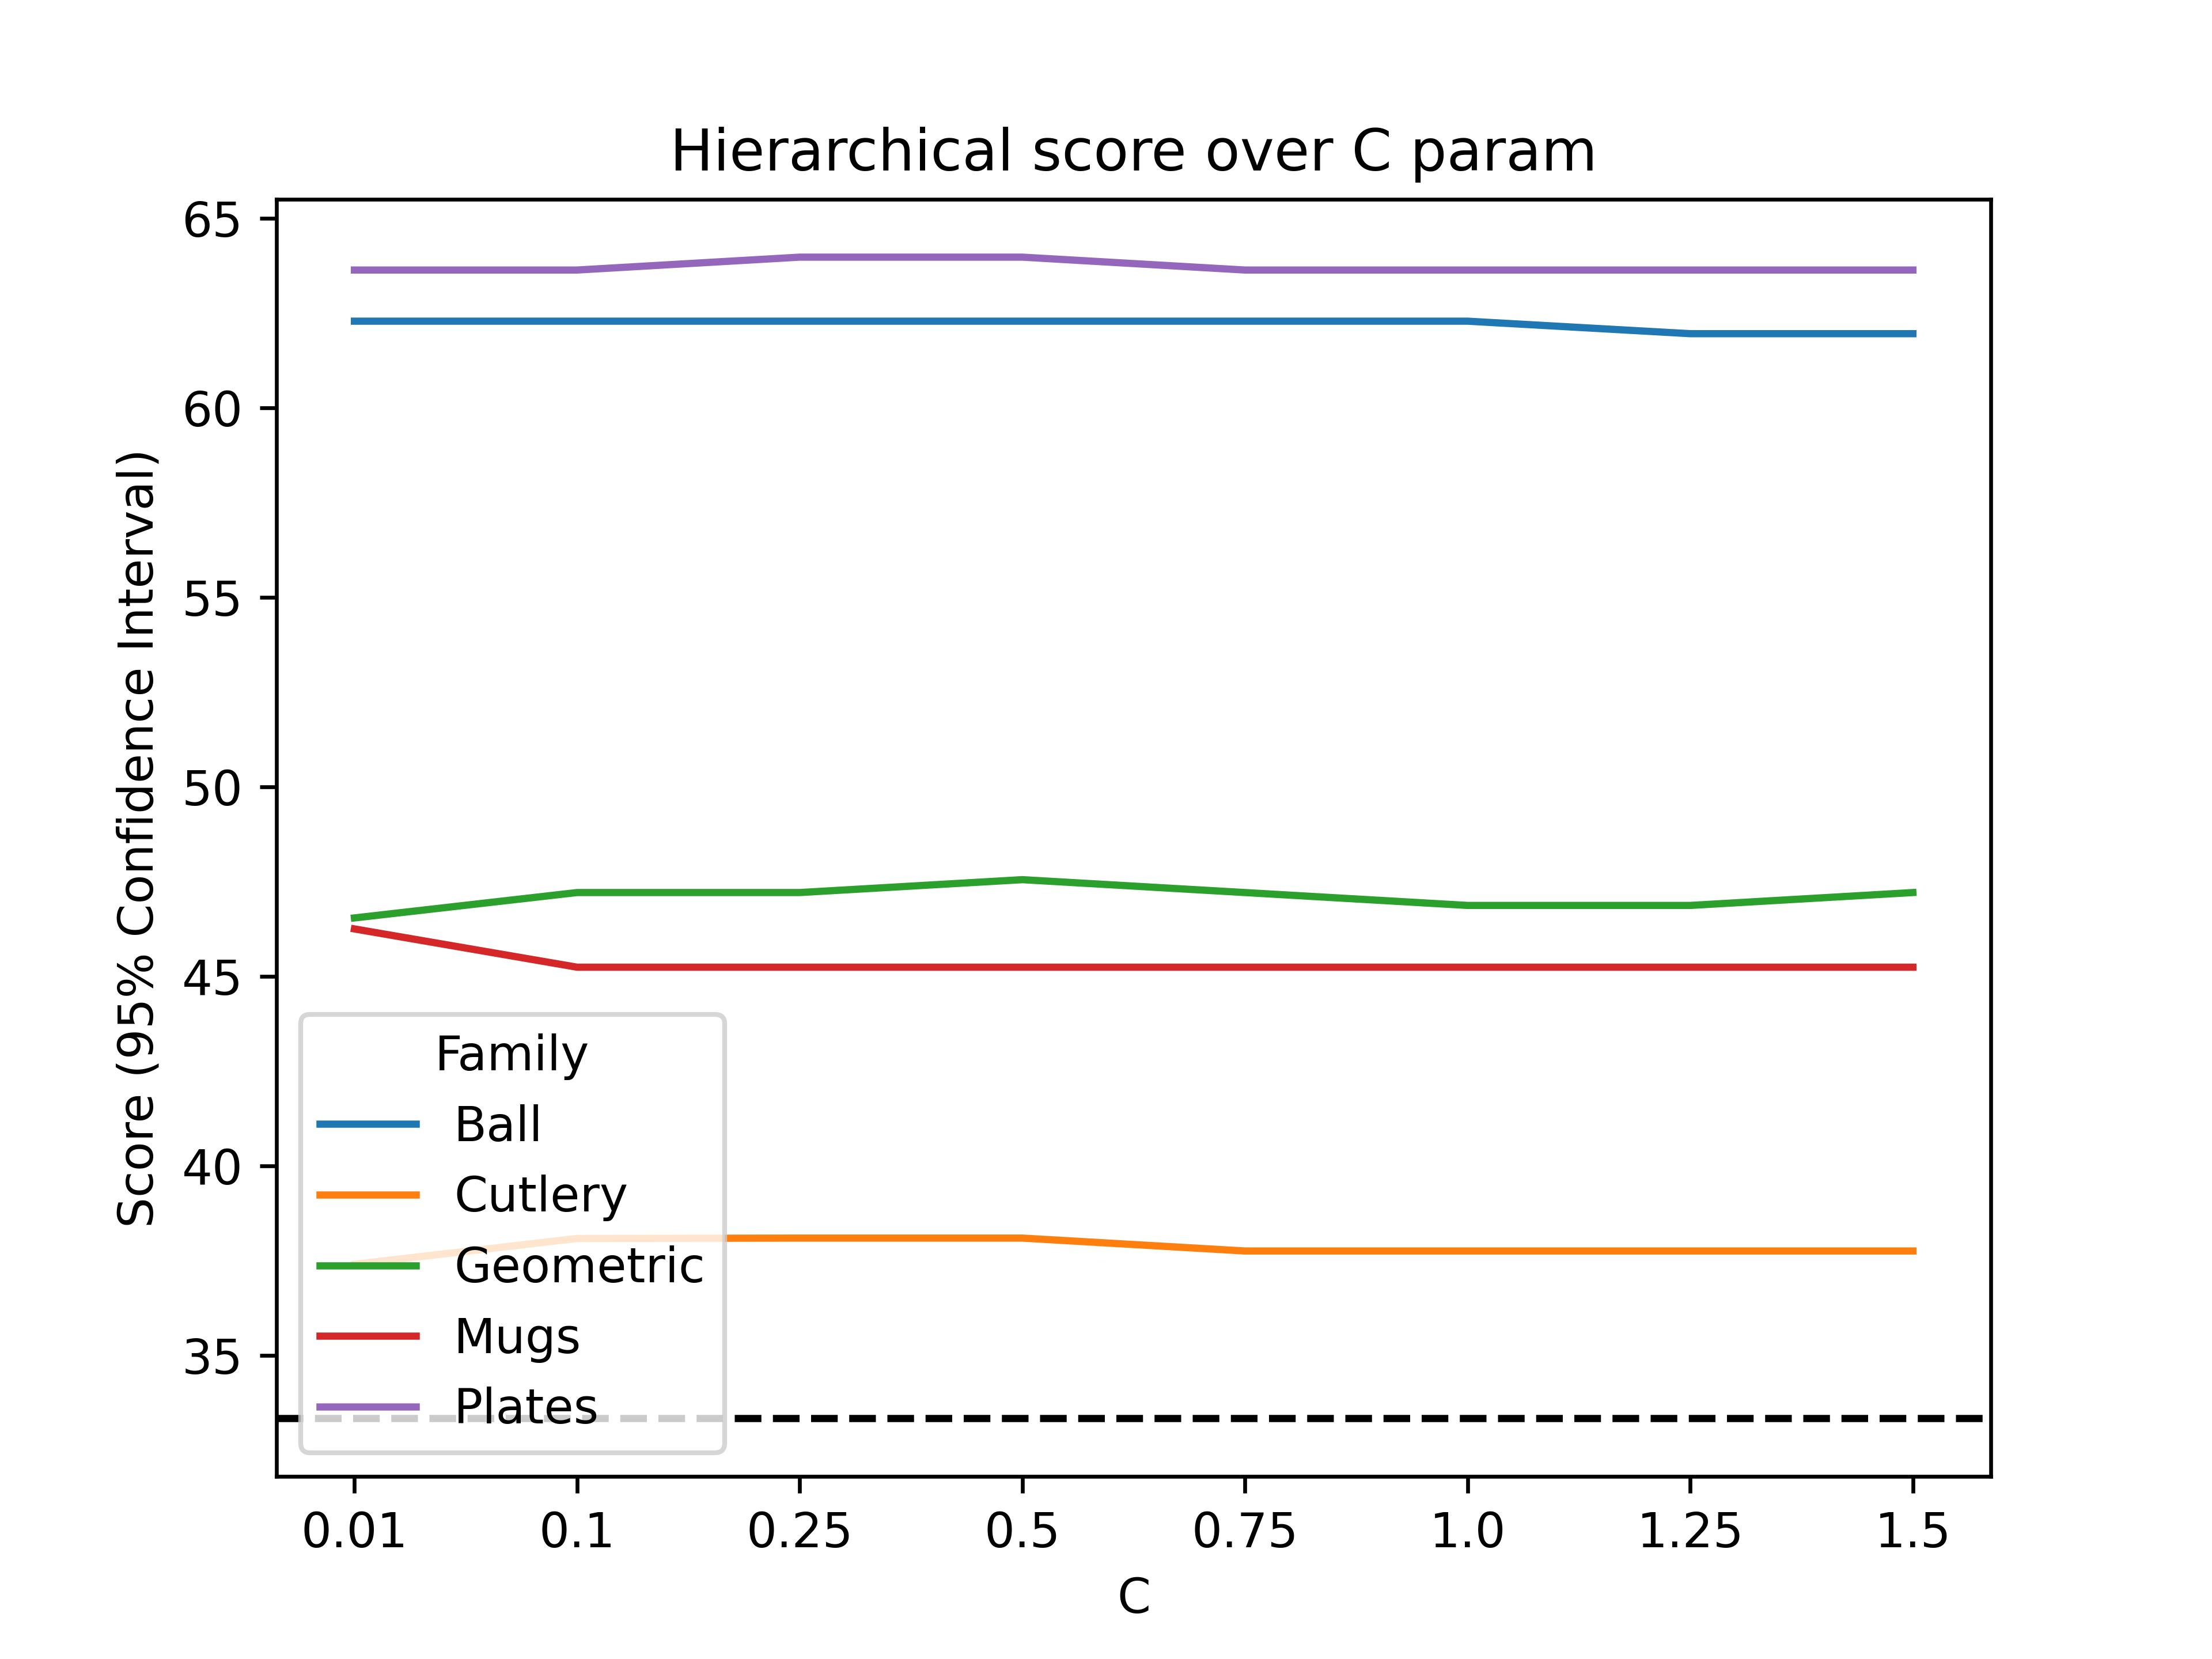 Hierarchical score over C param
Score (95% Confidence Interval)
65
60
55
50
45
40
35
Family
Ball
Cutlery
Geometric
Mugs
Plates
0.01 0.1 0.25 0.5 0.75 1.0 1.25 1.5
C